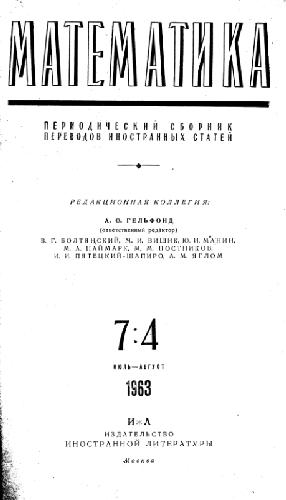 МАТЕМАТИКА
ПЕРИОДИЧЕСКИЙ СБОРНИК
ПЕРЕВОДОВ ИНОСТРАННЫХ СТАТЕЙ
РЕДАКЦИОННАЯ КОЛЛЕГИЯ:
А. О. ГЕЛЬФОНД
(ответственный редактор)
В. Г. БОЛТЯНСКИЙ, М. И. ВИШИК, Ю. И. МАНИН,
М. А. НАЙМАРК, М. М. ПОСТНИКОВ,
И. И. ПЯТЕЦКИЙ-ШАПИРО, А. М. ЯГЛОМ
7:4
ИЮЛЬ—АВГУСТ
1963
И*Л
ИЗДАТЕЛЬСТВО
ИНОСТРАННОЙ ЛИТЕРАТУРЫ
Москва